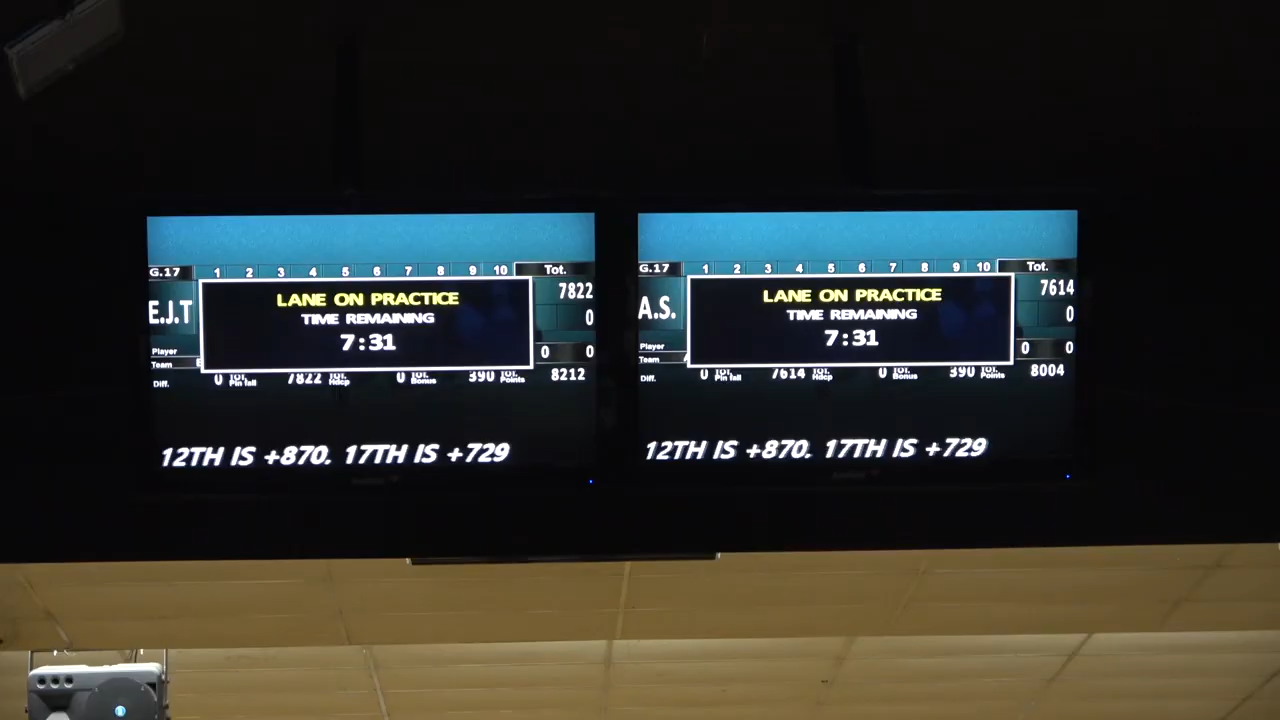 G.17 1 2 3 4 5 6 7 8 9 10 Tot.
E.J.T
7822
0
LANE ON PRACTICE
TIME REMAINING
7:31
Player
Team
0 0
Diff. 0 Tot. Pin fall 7822 Tot. Hdcp 0 Tot. Bonus 390 Tot. Points 8212
12TH IS +870. 17TH IS +729
G.17 1 2 3 4 5 6 7 8 9 10 Tot.
A.S.
7614
0
LANE ON PRACTICE
TIME REMAINING
7:31
Player
Team
0 0
Diff. 0 Tot. Pin fall 7614 Tot. Hdcp 0 Tot. Bonus 390 Tot. Points 8004
12TH IS +870. 17TH IS +729